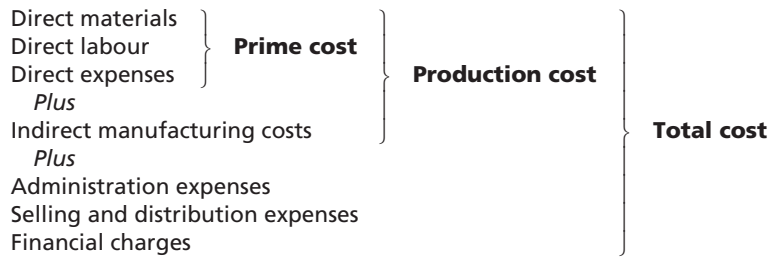 Direct materials
Direct labour
Prime cost
Direct expenses
Production cost
Plus
Indirect manufacturing costs
Total cost
Plus
Administration expenses
Selling and distribution expenses
Financial charges